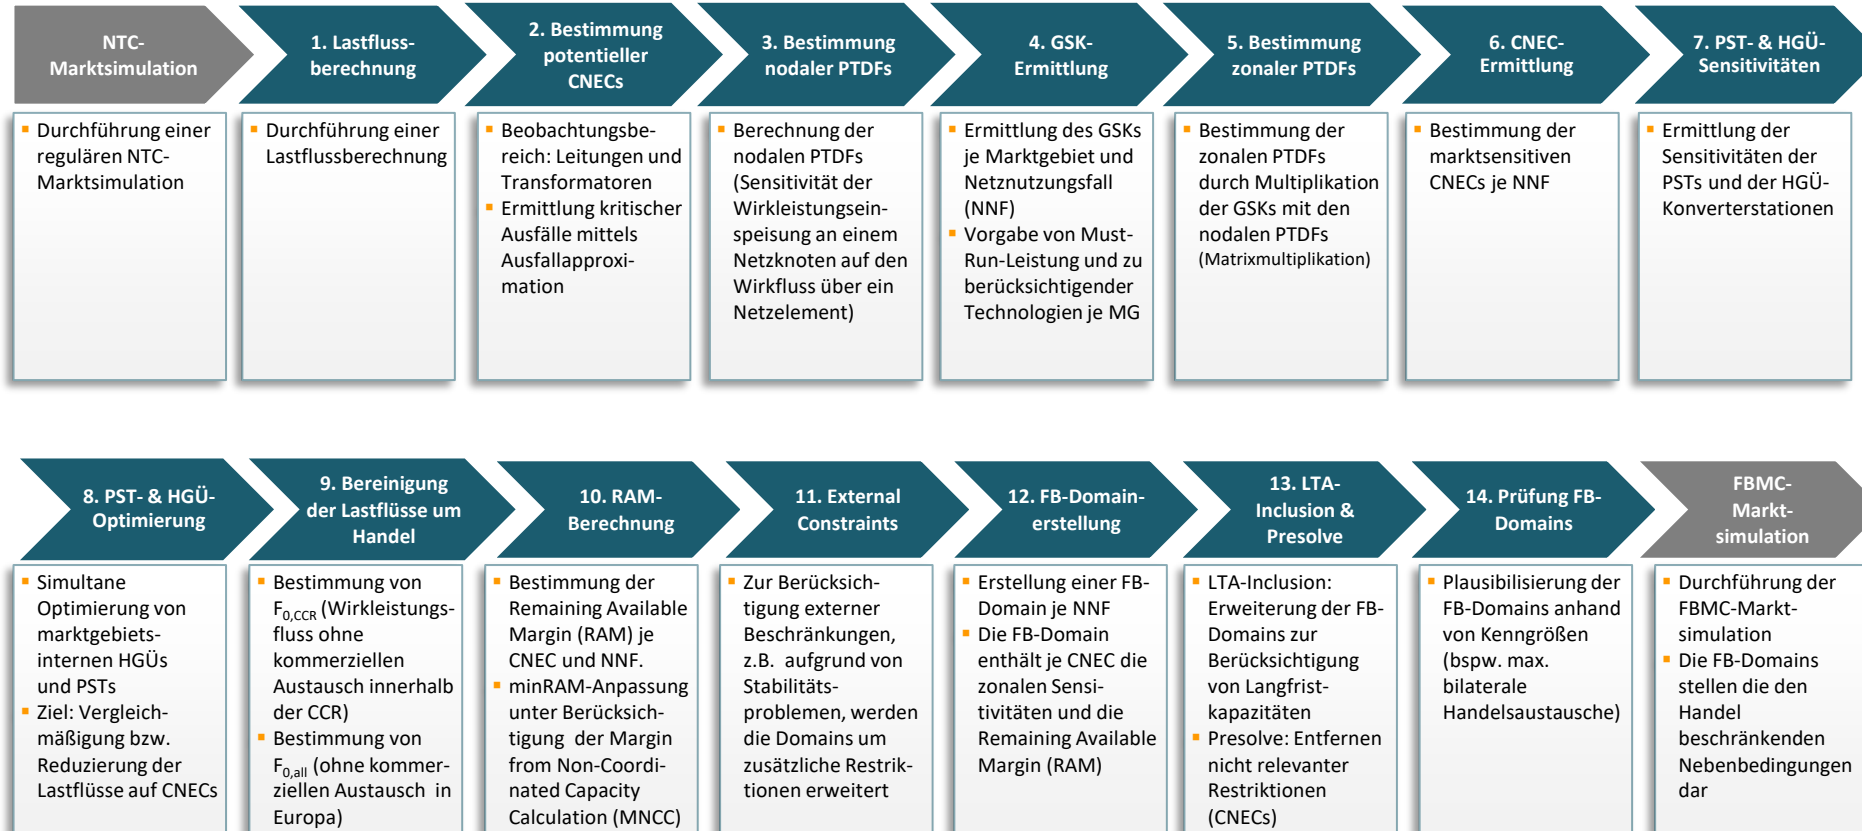 NTC-
Marktsimulation
1. Lastfluss-
berechnung
2. Bestimmung
potentieller
CNECs
3. Bestimmung
nodaler PTDFs
4. GSK-
Ermittlung
5. Bestimmung
zonaler PTDFs
6. CNEC-
Ermittlung
7. PST- & HGÜ-
Sensitivitäten
Durchführung einer
regulären NTC-
Marktsimulation
Durchführung einer
Lastflussberechnung
Beobachtungsbe-
reich: Leitungen und
Transformatoren
Ermittlung kritischer
Ausfälle mittels
Ausfallapproxi-
mation
Berechnung der
nodalen PTDFs
(Sensitivität der
Wirkleistungsein-
speisung an einem
Netzknoten auf den
Wirkfluss über ein
Netzelement)
Ermittlung des GSKs
je Marktgebiet und
Netznutzungsfall
(NNF)
Vorgabe von Must-
Run-Leistung und zu
berücksichtigender
Technologien je MG
Bestimmung der
zonalen PTDFs
durch Multiplikation
der GSKs mit den
nodalen PTDFs
(Matrixmultiplikation)
Bestimmung der
marktsensitiven
CNECs je NNF
Ermittlung der
Sensitivitäten der
PSTs und der HGÜ-
Konverterstationen
8. PST- & HGÜ-
Optimierung
9. Bereinigung
der Lastflüsse um
Handel
10. RAM-
Berechnung
11. External
Constraints
12. FB-Domain-
erstellung
13. LTA-
Inclusion &
Presolve
14. Prüfung FB-
Domains
FBMC-
Markt-
simulation
Simultane
Optimierung von
marktgebiets-
internen HGÜs
und PSTs
Ziel: Vergleich-
mäßigung bzw.
Reduzierung der
Lastflüsse auf CNECs
Bestimmung von
F0,CCR (Wirkleistungs-
fluss ohne
kommerziellen
Austausch innerhalb
der CCR)
Bestimmung von
F0,all (ohne kommer-
ziellen Austausch in
Europa)
Bestimmung der
Remaining Available
Margin (RAM) je
CNEC und NNF.
minRAM-Anpassung
unter Berücksich-
tigung der Margin
from Non-Coordi-
nated Capacity
Calculation (MNCC)
Zur Berücksich-
tigung externer
Beschränkungen,
z.B. aufgrund von
Stabilitäts-
problemen, werden
die Domains um
zusätzliche Restrik-
tionen erweitert
Erstellung einer FB-
Domain je NNF
Die FB-Domain
enthält je CNEC die
zonalen Sensi-
tivitäten und die
Remaining Available
Margin (RAM)
LTA-Inclusion:
Erweiterung der FB-
Domains zur
Berücksichtigung
von Langfrist-
kapazitäten
Presolve: Entfernen
nicht relevanter
Restriktionen
(CNECs)
Plausibilisierung der
FB-Domains anhand
von Kenngrößen
(bspw. max.
bilaterale
Handelsaustausche)
Durchführung der
FBMC-Markt-
simulation
Die FB-Domains
stellen die den
Handel
beschränkenden
Nebenbedingungen
dar